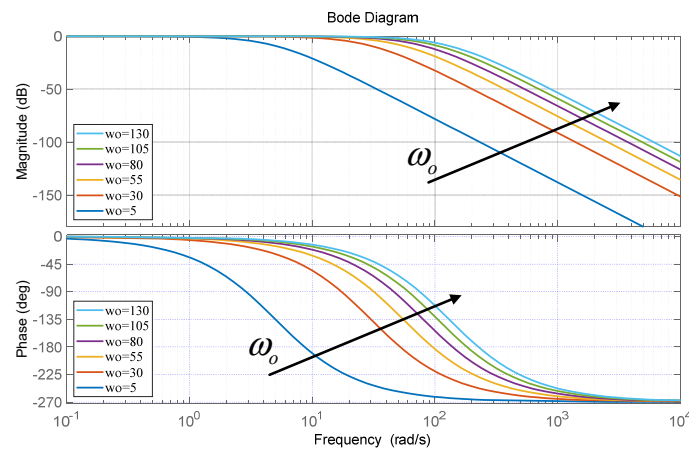 Bode Diagram
Magnitude (dB)
0
-50
-100
-150
wo=130
wo=105
wo=80
wo=55
wo=30
wo=5
ωo
Phase (deg)
0
-45
-90
-135
-180
-225
-270
wo=130
wo=105
wo=80
wo=55
wo=30
wo=5
ωo
10⁻¹ 10⁰ 10¹ 10² 10³ 10⁴
Frequency (rad/s)